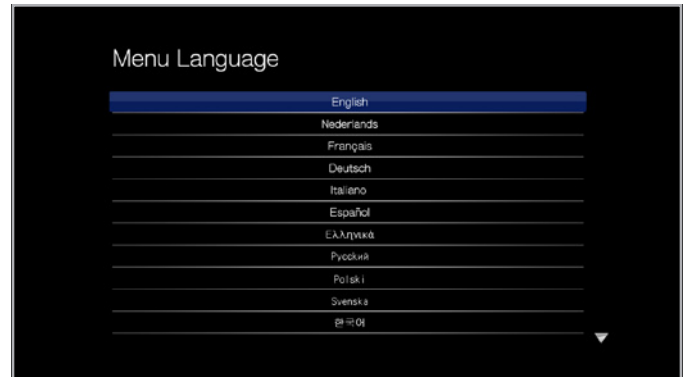 Menu Language
English
Nederlands
Français
Deutsch
Italiano
Español
Ελληνικά
Русский
Polski
Svenska
한국어